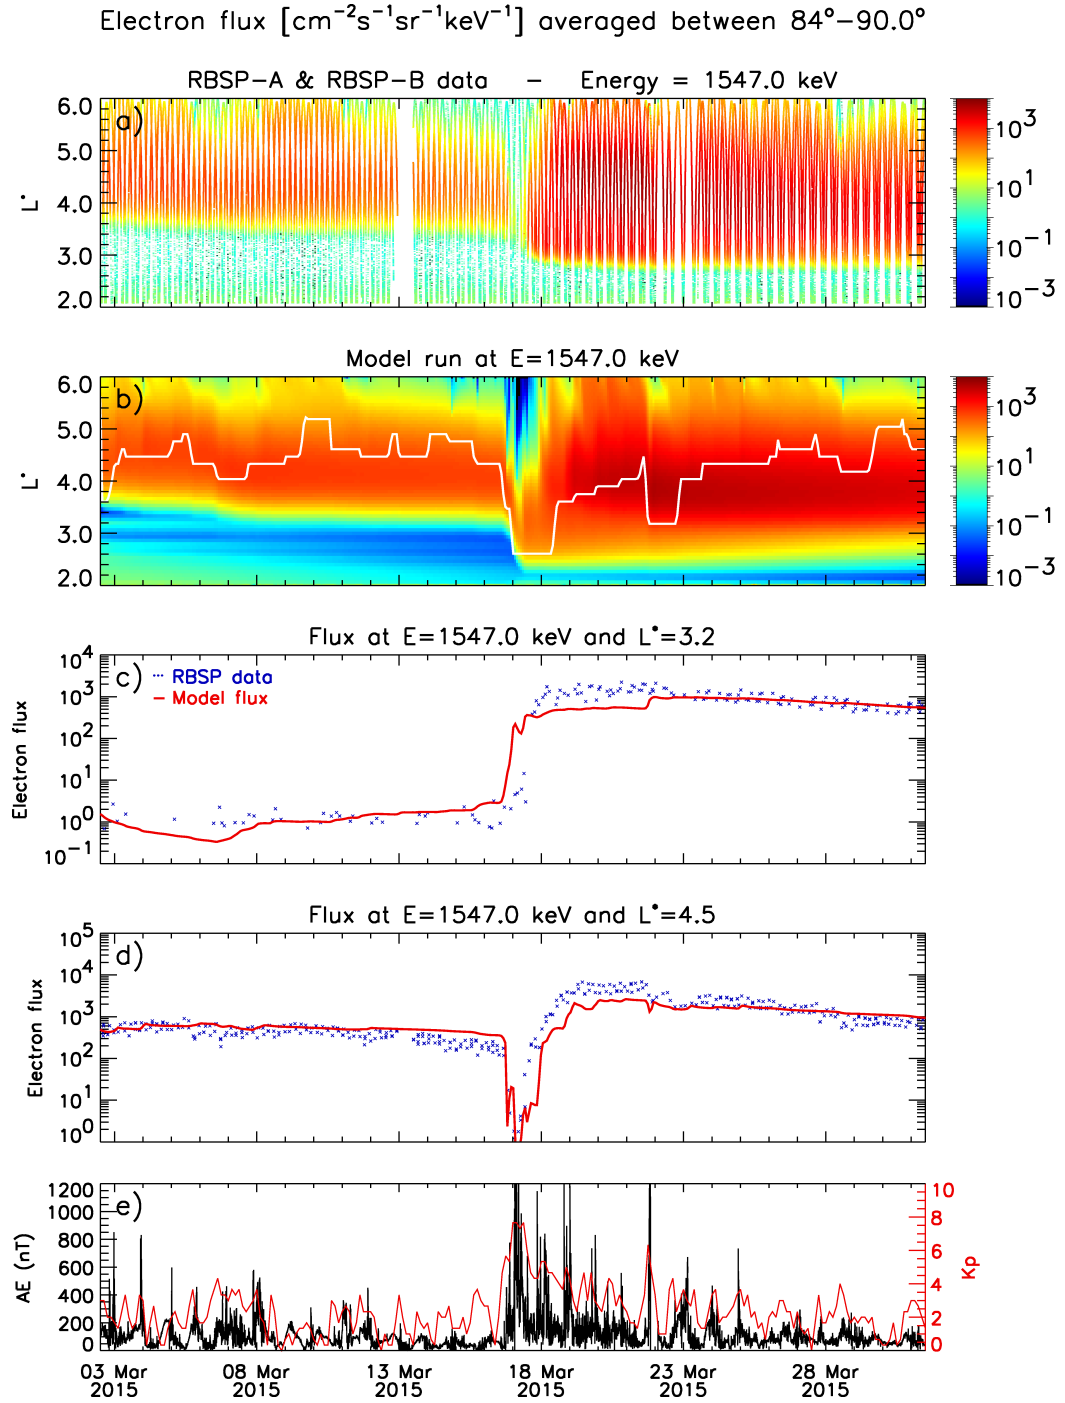 Electron flux [cm⁻²s⁻¹sr⁻¹keV⁻¹] averaged between 84°−90.0°
RBSP−A & RBSP−B data − Energy = 1547.0 keV
a)
6.0
5.0
4.0
3.0
2.0
L*
10³
10¹
10⁻¹
10⁻³
Model run at E=1547.0 keV
b)
6.0
5.0
4.0
3.0
2.0
L*
10³
10¹
10⁻¹
10⁻³
Flux at E=1547.0 keV and L*=3.2
c)
RBSP data
Model flux
10⁴
10³
10²
10¹
10⁰
10⁻¹
Electron flux
Flux at E=1547.0 keV and L*=4.5
d)
10⁵
10⁴
10³
10²
10¹
10⁰
Electron flux
e)
1200
1000
800
600
400
200
0
AE (nT)
10
8
6
4
2
0
Kp
03 Mar 08 Mar 13 Mar 18 Mar 23 Mar 28 Mar
2015 2015 2015 2015 2015 2015